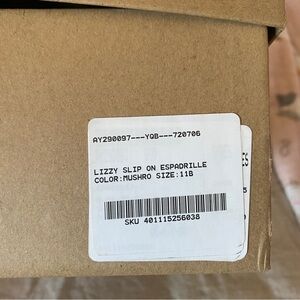 AY290097---YQB---720706
LIZZY SLIP ON ESPADRILLE
COLOR:MUSHRO SIZE:11B
SKU 401115256038